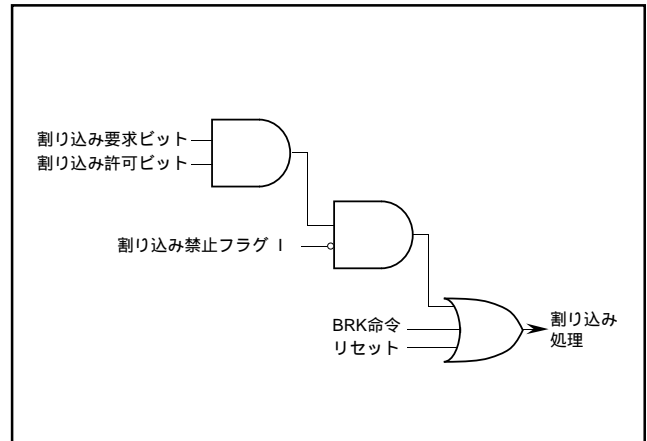 割り込み要求ビット
割り込み許可ビット
割り込み禁止フラグ I
BRK命令
リセット
割り込み
処理